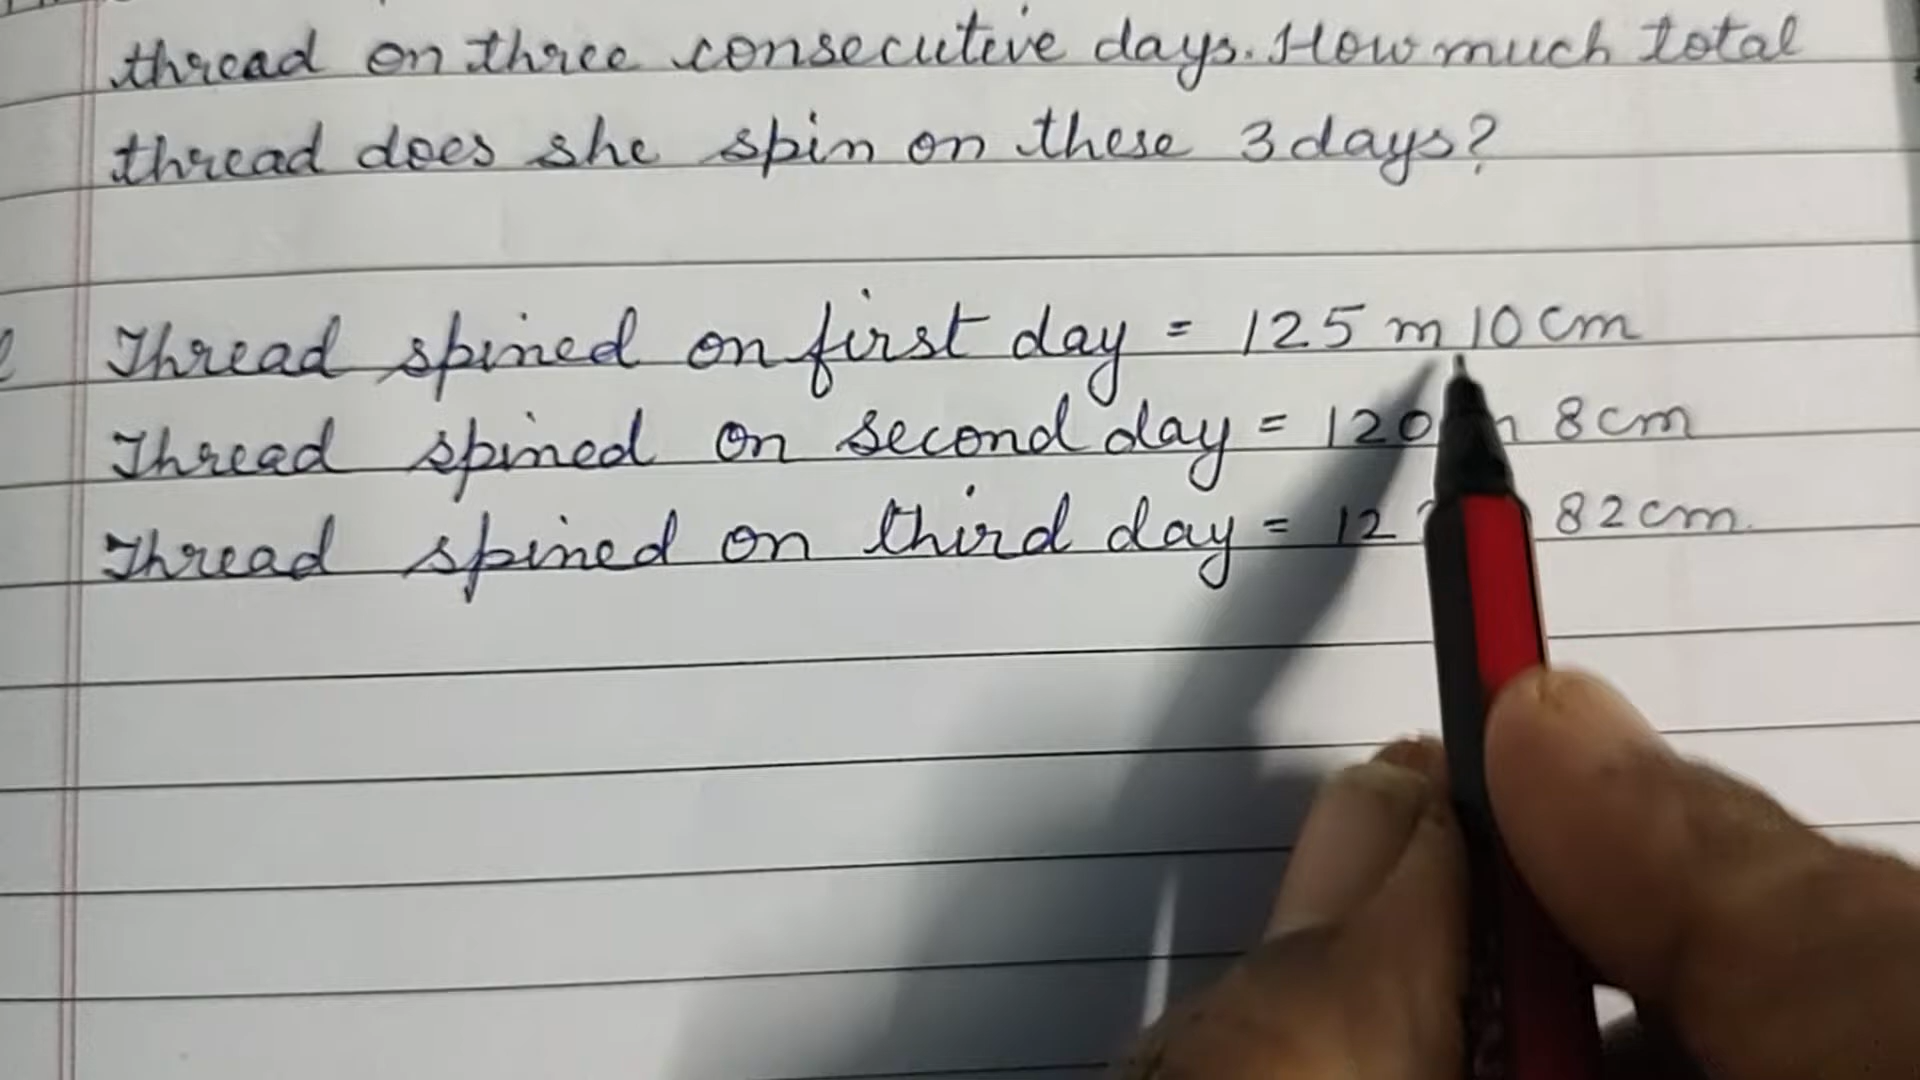 thread on three consecutive days. How much total
thread does she spin on these 3 days?
Thread spined on first day = 125 m 10 cm
Thread spined on second day = 120 m 8 cm
Thread spined on third day = 82 cm.